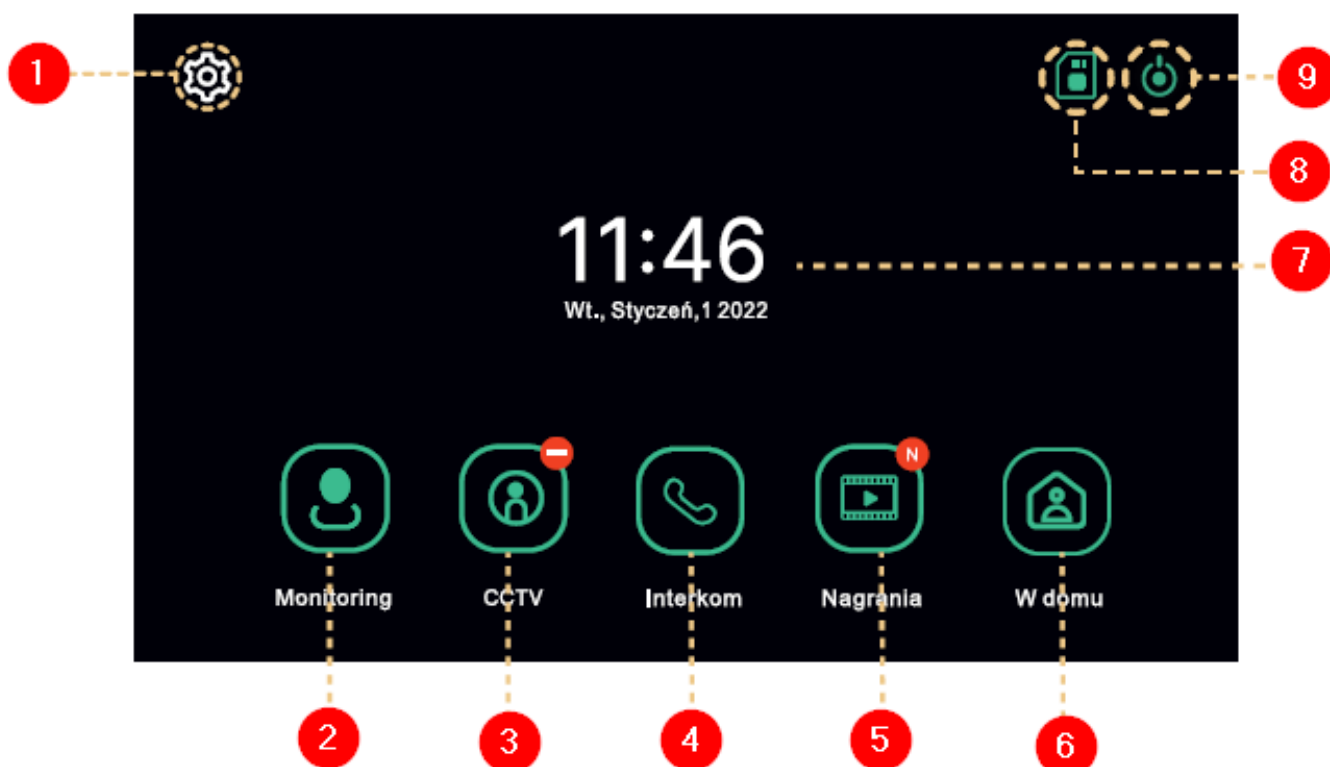 1
9
8
11:46
7
Wt., Styczeń,1 2022
N
Monitoring
CCTV
Interkom
Nagrania
W domu
2
3
4
5
6